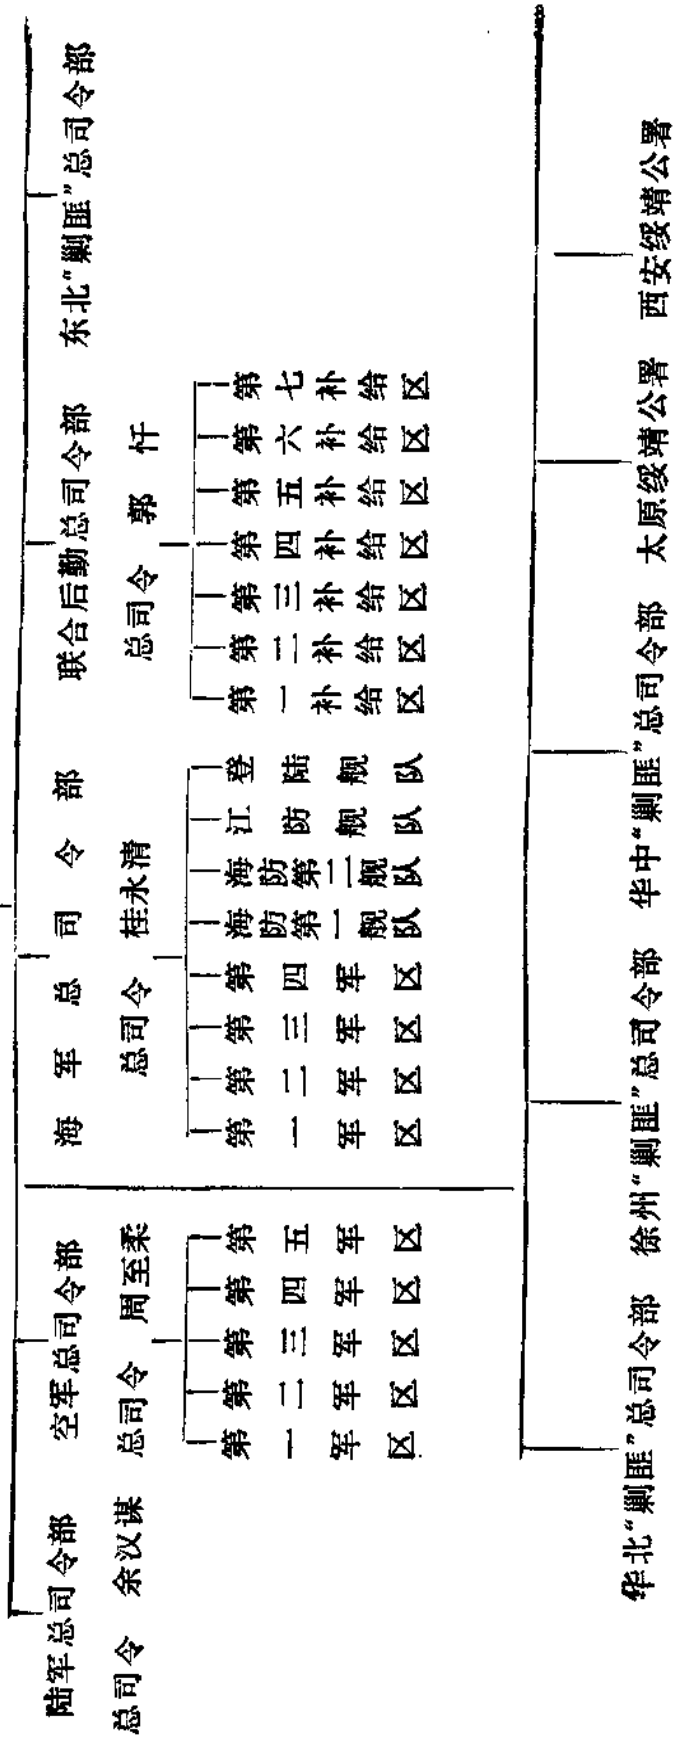 陆军总司令部
总司令 余汉谋
空军总司令部
总司令 周至柔
第一军区
第二军区
第三军区
第四军区
第五军区
海军总司令部
总司令 桂永清
第一军区
第二军区
第三军区
第四军区
海防第一舰队
海防第二舰队
江防舰队
登陆舰队
联合后勤总司令部
总司令 郭忏
第一补给区
第二补给区
第三补给区
第四补给区
第五补给区
第六补给区
第七补给区
东北“剿匪”总司令部
华北“剿匪”总司令部
徐州“剿匪”总司令部
华中“剿匪”总司令部
太原绥靖公署
西安绥靖公署